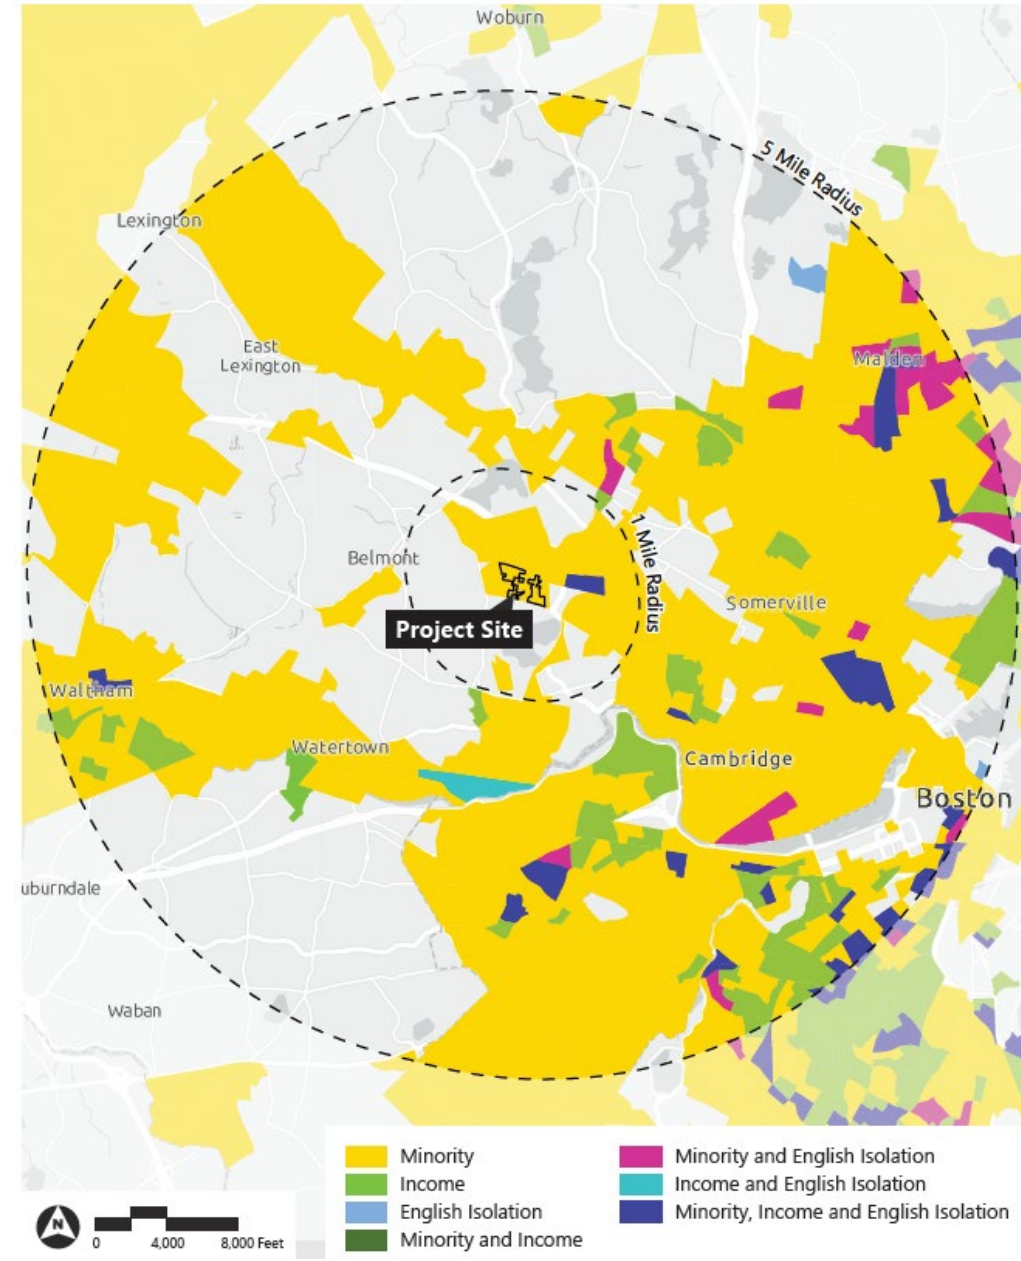 Woburn
5 Mile Radius
Lexington
East
Lexington
Malden
1 Mile Radius
Belmont
Somerville
Project Site
Waltham
Watertown
Cambridge
Boston
uburndale
Waban
Minority
Income
English Isolation
Minority and Income
Minority and English Isolation
Income and English Isolation
Minority, Income and English Isolation
N
0 4,000 8,000 Feet